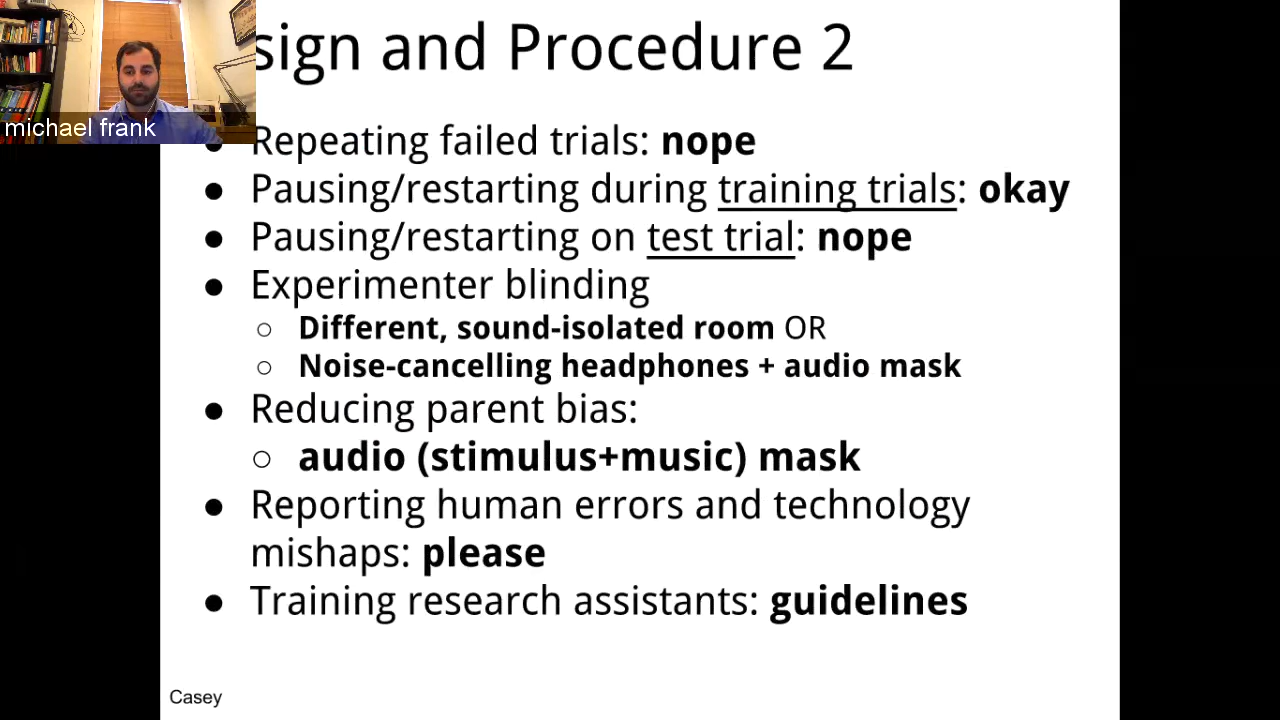 sign and Procedure 2
michael frank
● Repeating failed trials: nope
● Pausing/restarting during training trials: okay
● Pausing/restarting on test trial: nope
● Experimenter blinding
○ Different, sound-isolated room OR
○ Noise-cancelling headphones + audio mask
● Reducing parent bias:
○ audio (stimulus+music) mask
● Reporting human errors and technology
mishaps: please
● Training research assistants: guidelines
Casey